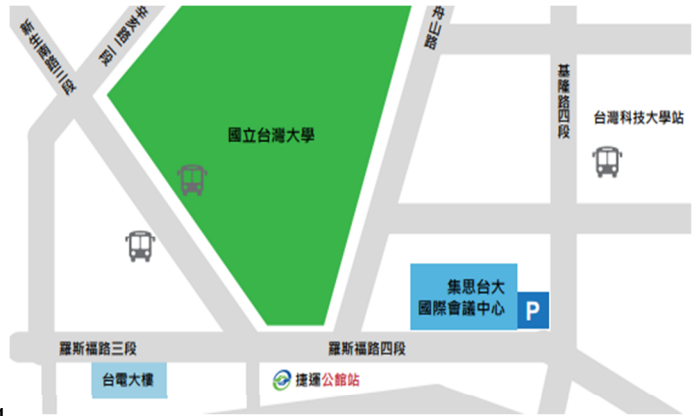 新生南路三段
辛亥路一段
舟山路
基隆路四段
國立台灣大學
台灣科技大學站
集思台大
國際會議中心
P
羅斯福路三段
羅斯福路四段
台電大樓
捷運公館站